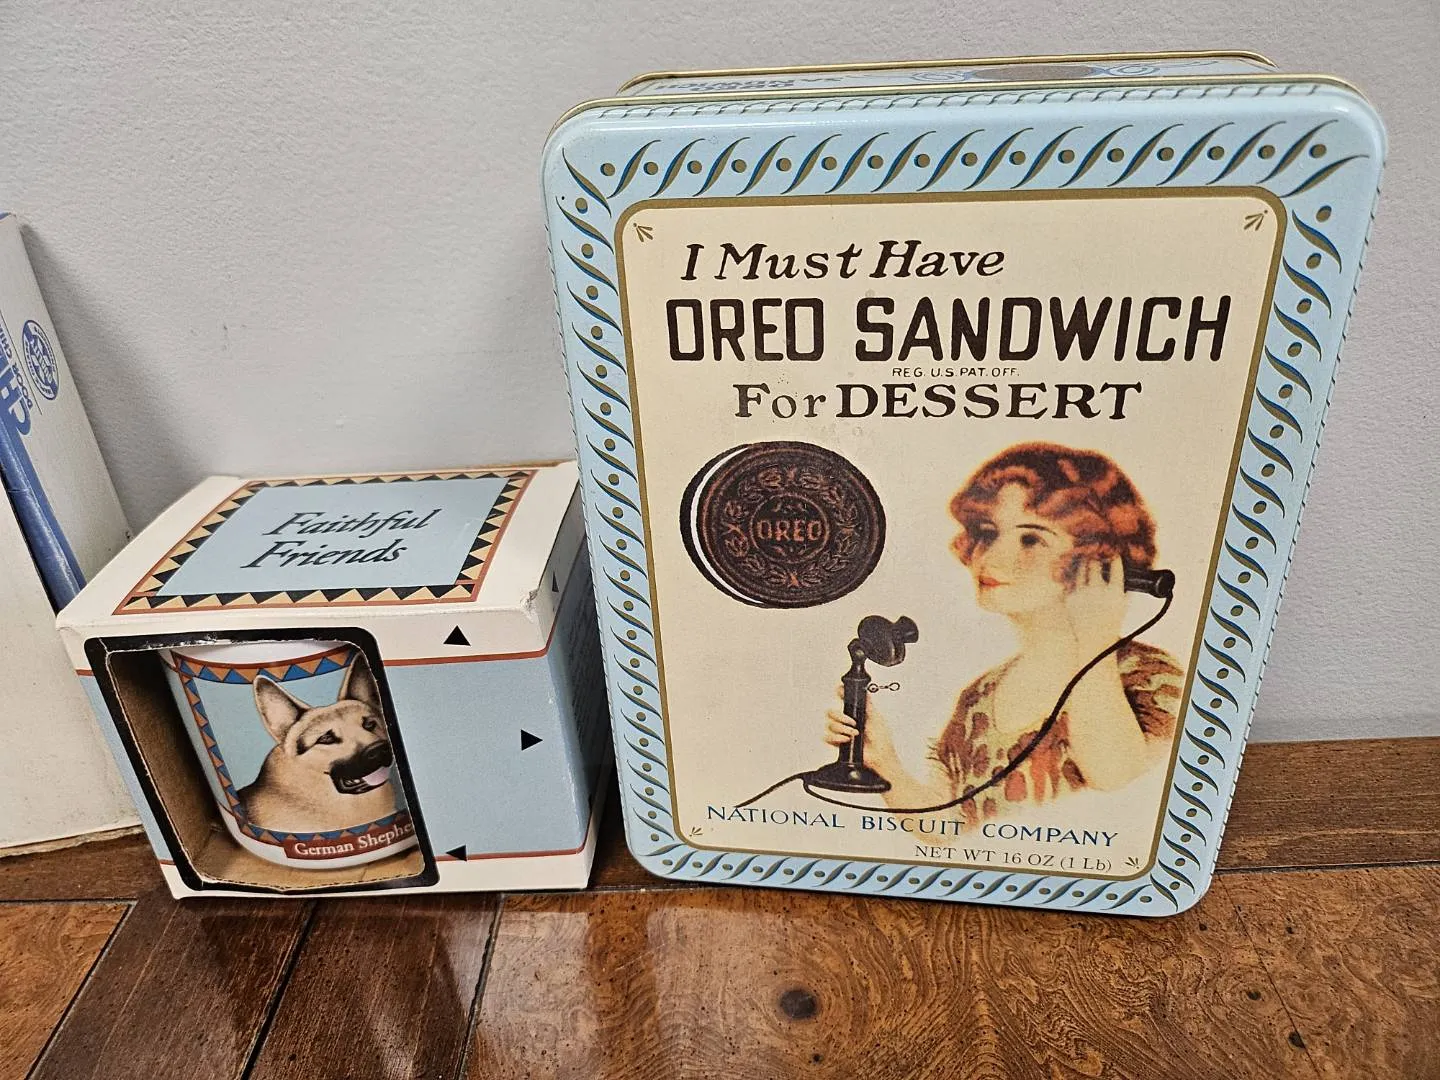 Faithful
Friends
German Shephe
I Must Have
OREO SANDWICH
REG. U.S. PAT. OFF.
For DESSERT
OREO
NATIONAL BISCUIT COMPANY
NET WT 16 OZ (1 Lb)